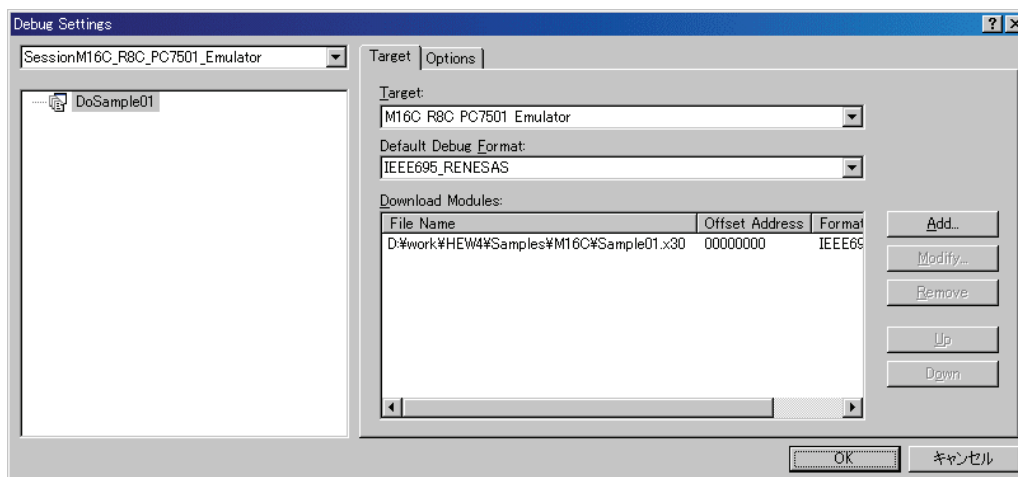 Debug Settings
SessionM16C_R8C_PC7501_Emulator
DoSample01
Target
Options
Target:
M16C R8C PC7501 Emulator
Default Debug Format:
IEEE695_RENESAS
Download Modules:
File Name
Offset Address
Format
D:¥work¥HEW4¥Samples¥M16C¥Sample01.x30
00000000
IEEE69
Add...
Modify...
Remove
Up
Down
OK
キャンセル